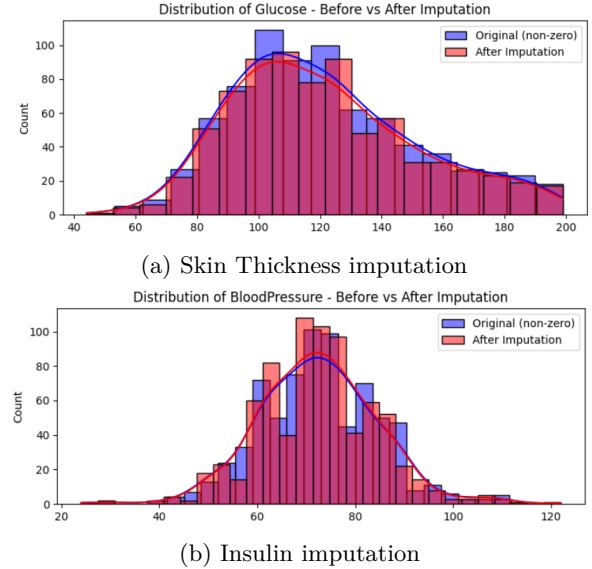 Distribution of Glucose - Before vs After Imputation
Original (non-zero)
After Imputation
Count
100
80
60
40
20
0
40 60 80 100 120 140 160 180 200
(a) Skin Thickness imputation
Distribution of BloodPressure - Before vs After Imputation
Original (non-zero)
After Imputation
Count
100
80
60
40
20
0
20 40 60 80 100 120
(b) Insulin imputation